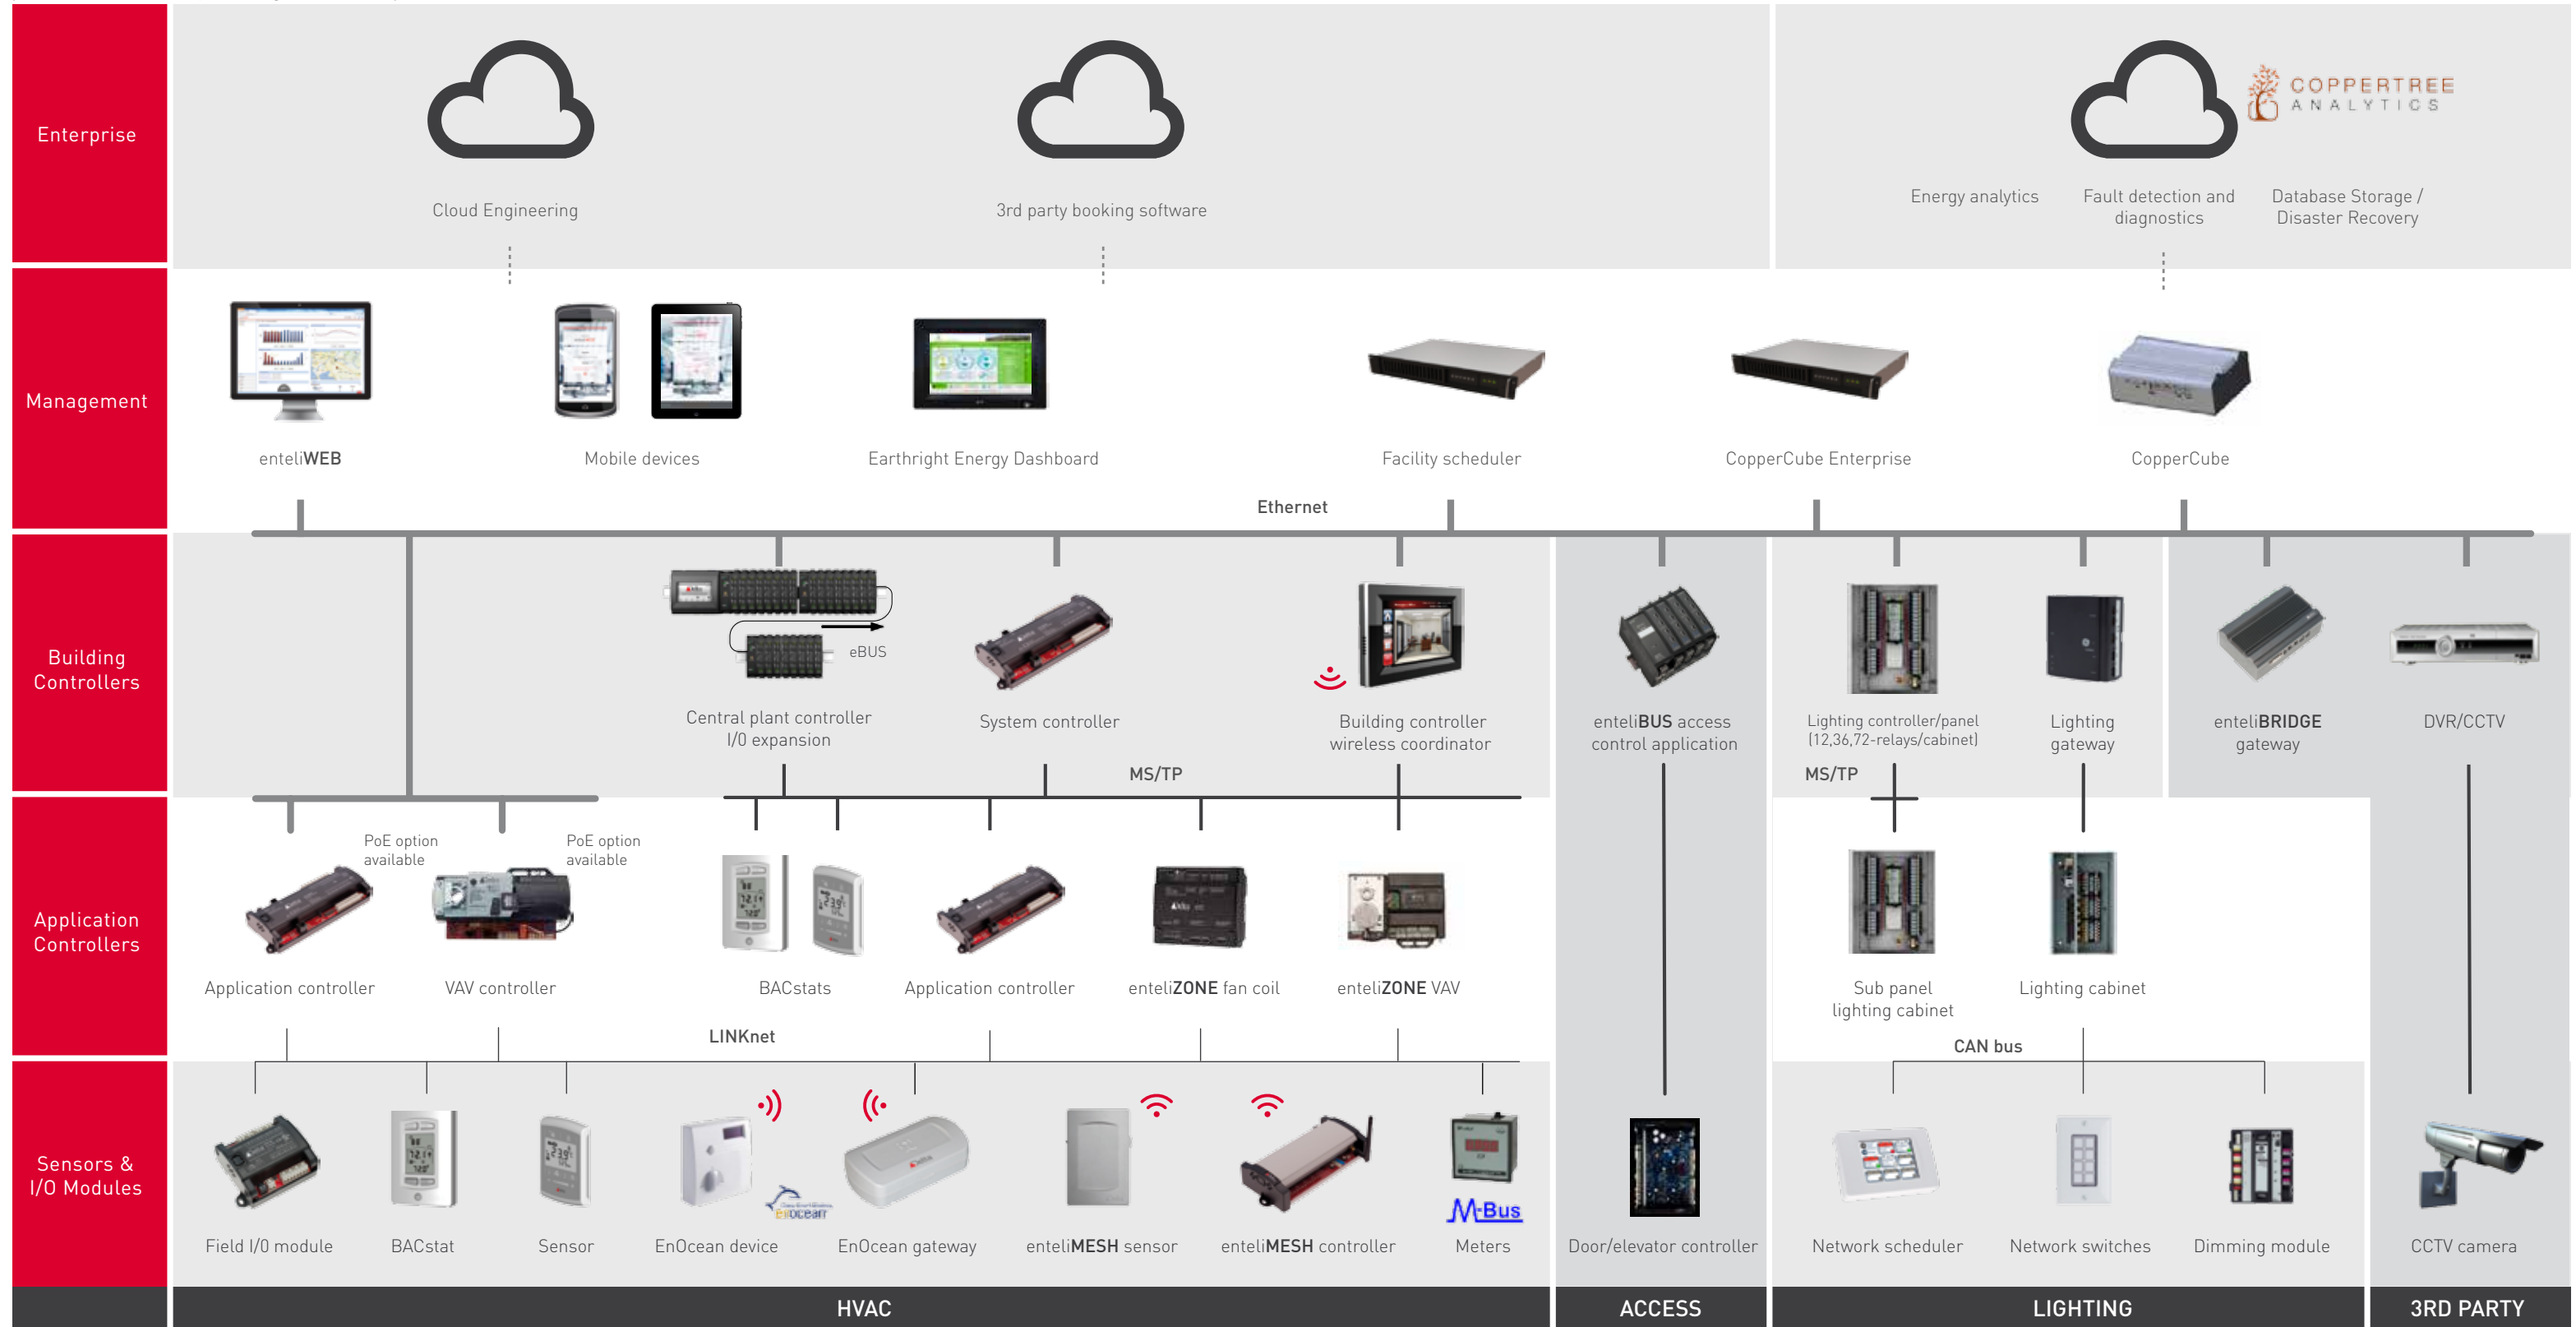 Enterprise
COPPERTREE
ANALYTICS
Cloud Engineering
3rd party booking software
Energy analytics
Fault detection and
diagnostics
Database Storage /
Disaster Recovery
Management
enteliWEB
Mobile devices
Earthright Energy Dashboard
Facility scheduler
CopperCube Enterprise
CopperCube
Ethernet
Building
Controllers
eBUS
Central plant controller
I/O expansion
System controller
Building controller
wireless coordinator
enteliBUS access
control application
Lighting controller/panel
(12,36,72-relays/cabinet)
Lighting
gateway
enteliBRIDGE
gateway
DVR/CCTV
MS/TP
MS/TP
Application
Controllers
PoE option
available
PoE option
available
Application controller
VAV controller
BACstats
Application controller
enteliZONE fan coil
enteliZONE VAV
Sub panel
lighting cabinet
Lighting cabinet
LINKnet
CAN bus
Sensors &
I/O Modules
enocean
M-Bus
Field I/O module
BACstat
Sensor
EnOcean device
EnOcean gateway
enteliMESH sensor
enteliMESH controller
Meters
Door/elevator controller
Network scheduler
Network switches
Dimming module
CCTV camera
HVAC
ACCESS
LIGHTING
3RD PARTY